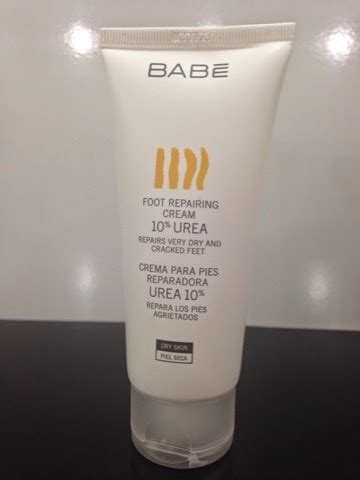 BABÉ
FOOT REPAIRING
CREAM
10% UREA
REPAIRS VERY DRY AND
CRACKED FEET
CREMA PARA PIES
REPARADORA
UREA 10%
REPARA LOS PIES
AGRIETADOS
DRY SKIN
PIEL SECA